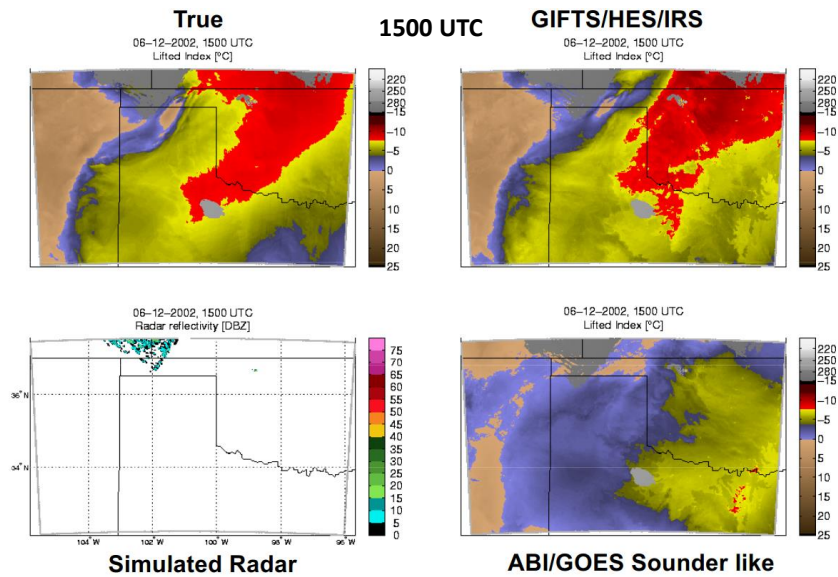 True
1500 UTC
GIFTS/HES/IRS
06-12-2002, 1500 UTC
Lifted Index [°C]
220
250
280
-15
-10
-5
0
5
10
15
20
25
06-12-2002, 1500 UTC
Lifted Index [°C]
220
250
280
-15
-10
-5
0
5
10
15
20
25
06-12-2002, 1500 UTC
Radar reflectivity [DBZ]
75
70
65
60
55
50
45
40
35
30
25
20
15
10
5
0
36°N
34°N
104°W
102°W
100°W
98°W
96°W
Simulated Radar
06-12-2002, 1500 UTC
Lifted Index [°C]
220
250
280
-15
-10
-5
0
5
10
15
20
25
ABI/GOES Sounder like